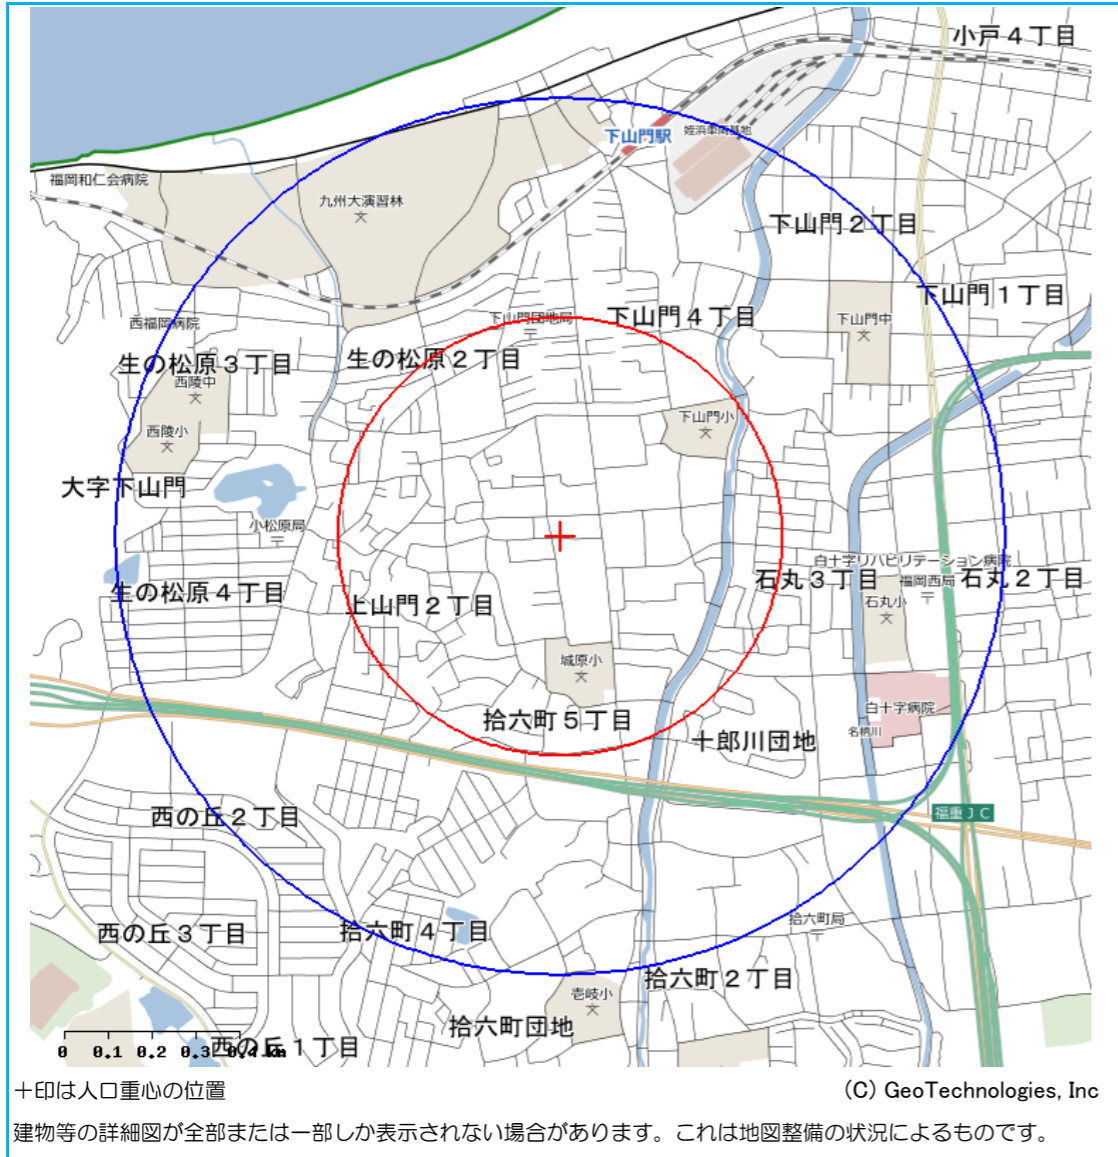 小戸４丁目
下山門駅
姪浜車両基地
福岡和仁会病院
九州大演習林
下山門２丁目
下山門１丁目
下山門団地局
下山門４丁目
下山門中
西福岡病院
生の松原３丁目
生の松原２丁目
西陵中
下山門小
西陵小
大字下山門
小松原局
白十字リハビリテーション病院
石丸３丁目
福岡西局
石丸２丁目
生の松原４丁目
上山門２丁目
石丸小
城原小
拾六町５丁目
白十字病院
名柄川
十郎川団地
西の丘２丁目
福重ＪＣ
拾六町局
西の丘３丁目
拾六町４丁目
拾六町２丁目
壱岐小
拾六町団地
西の丘１丁目
0 0.1 0.2 0.3 0.4 km
＋印は人口重心の位置
(C) GeoTechnologies, Inc
建物等の詳細図が全部または一部しか表示されない場合があります。これは地図整備の状況によるものです。